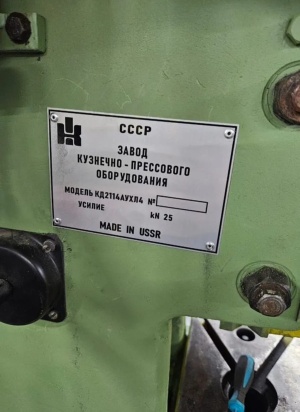 СССР
ЗАВОД
КУЗНЕЧНО - ПРЕССОВОГО
ОБОРУДОВАНИЯ
МОДЕЛЬ КД2114АУХЛ4 №
УСИЛИЕ kN 25
MADE IN USSR